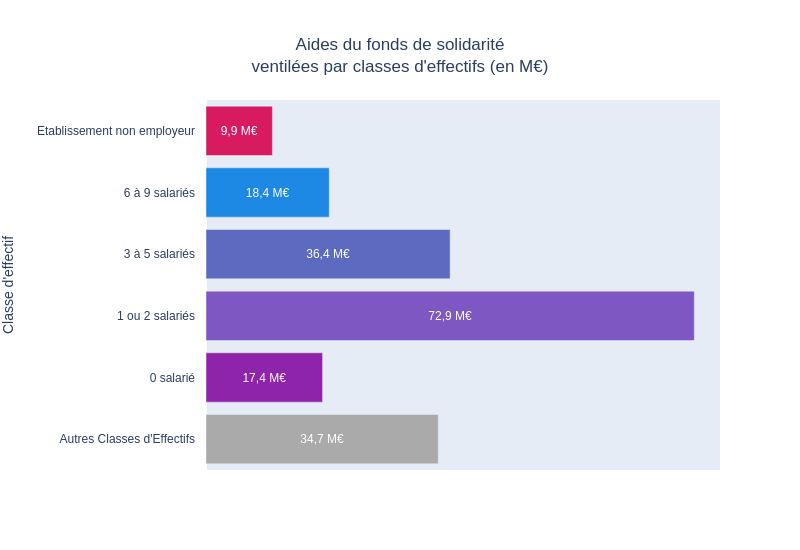 Aides du fonds de solidarité
ventilées par classes d'effectifs (en M€)
Classe d'effectif
Etablissement non employeur
9,9 M€
6 à 9 salariés
18,4 M€
3 à 5 salariés
36,4 M€
1 ou 2 salariés
72,9 M€
0 salarié
17,4 M€
Autres Classes d'Effectifs
34,7 M€